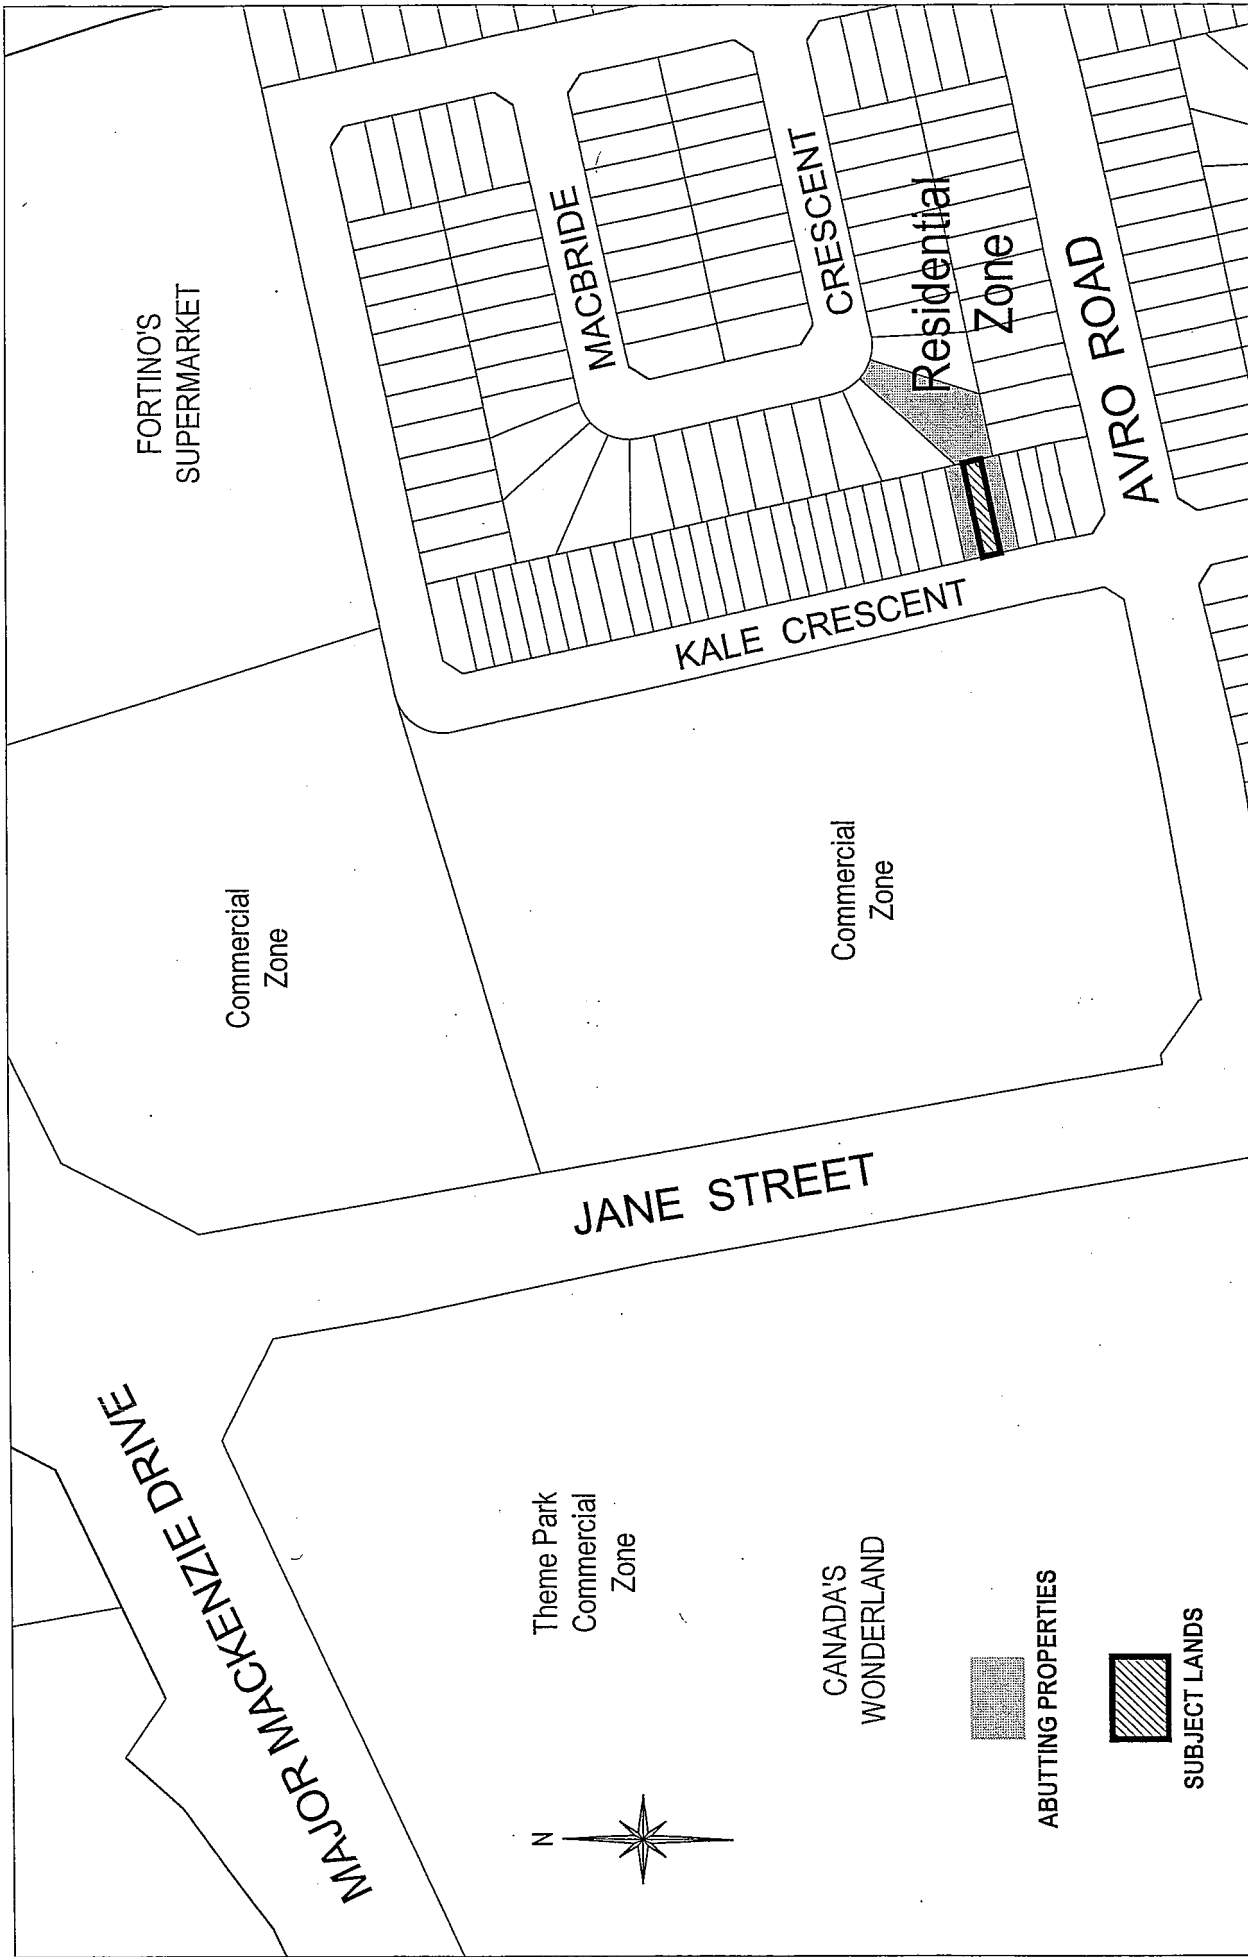 FORTINO'S
SUPERMARKET
MACBRIDE
CRESCENT
Residential
Zone
AVRO ROAD
KALE CRESCENT
Commercial
Zone
Commercial
Zone
JANE STREET
MAJOR MACKENZIE DRIVE
Theme Park
Commercial
Zone
CANADA'S
WONDERLAND
N
ABUTTING PROPERTIES
SUBJECT LANDS